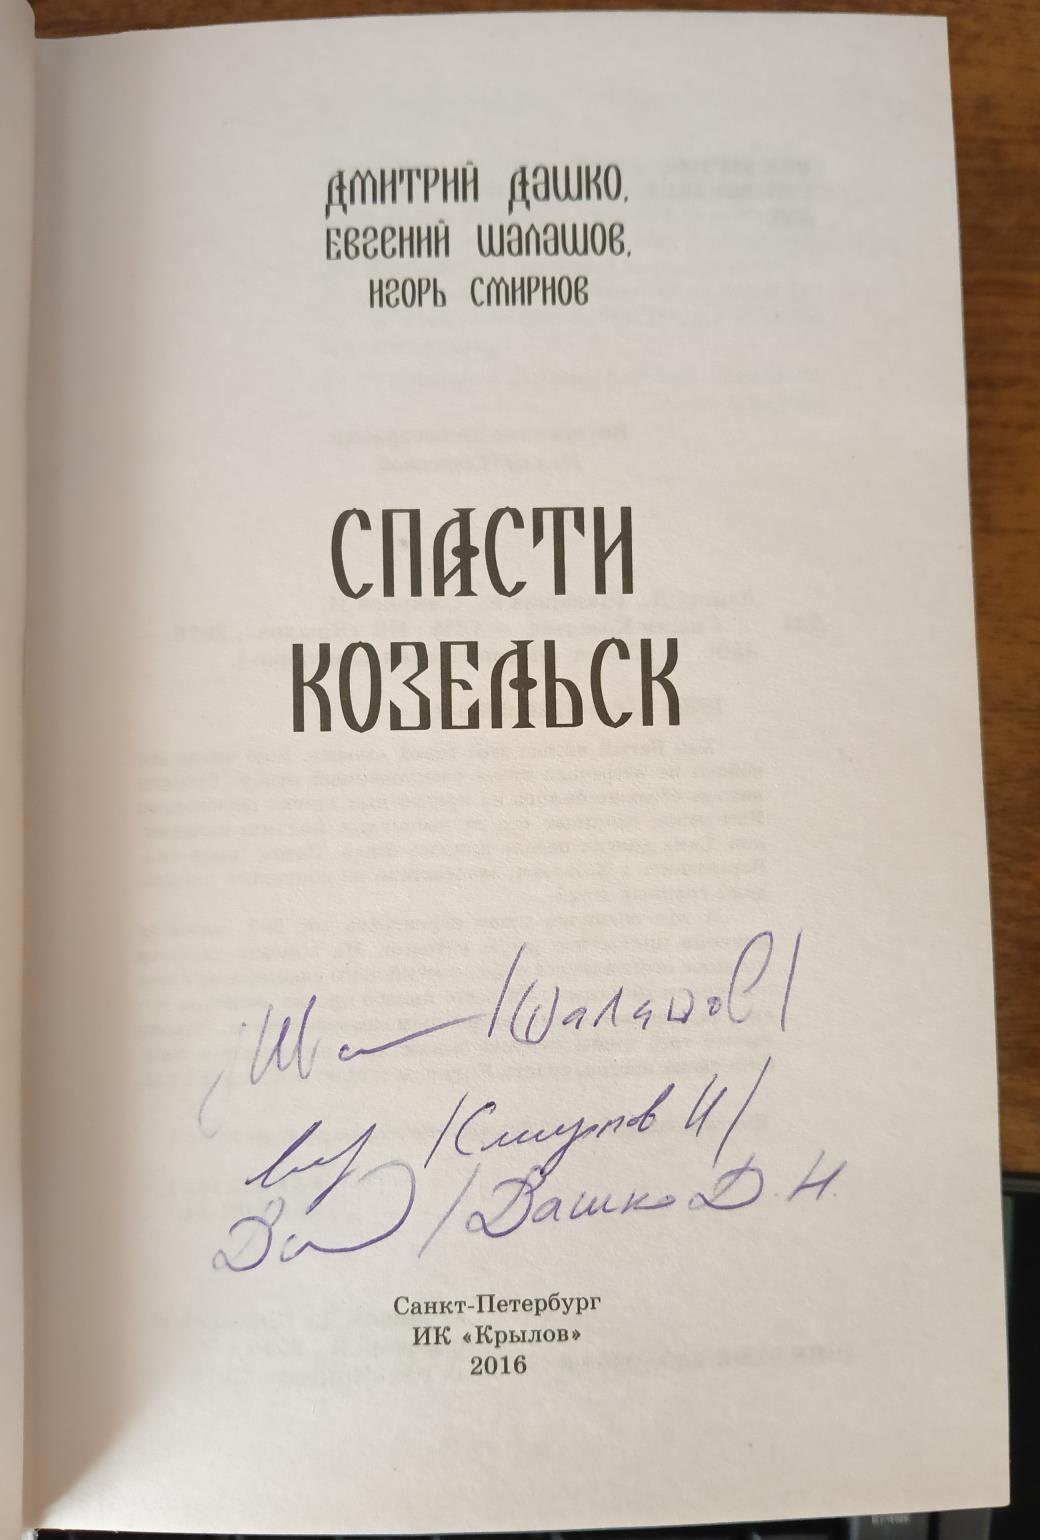 Дмитрий Дашко,
Евгений Шалашов,
Игорь Смирнов
СПАСТИ
КОЗЕЛЬСК
/Шалашов/
/Смирнов И/
/Дашко Д. Н.
Санкт-Петербург
ИК «Крылов»
2016